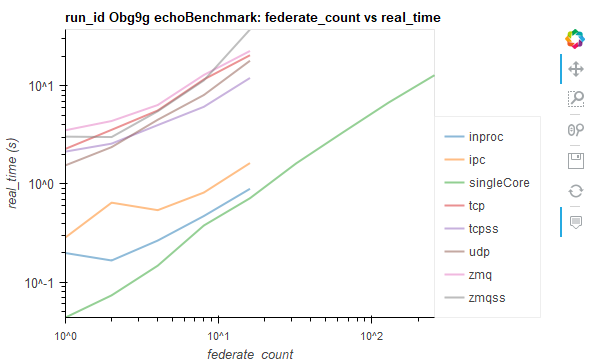 run_id Obg9g echoBenchmark: federate_count vs real_time
real_time (s)
10^1
10^0
10^-1
10^0
10^1
10^2
federate_count
inproc
ipc
singleCore
tcp
tcpss
udp
zmq
zmqss